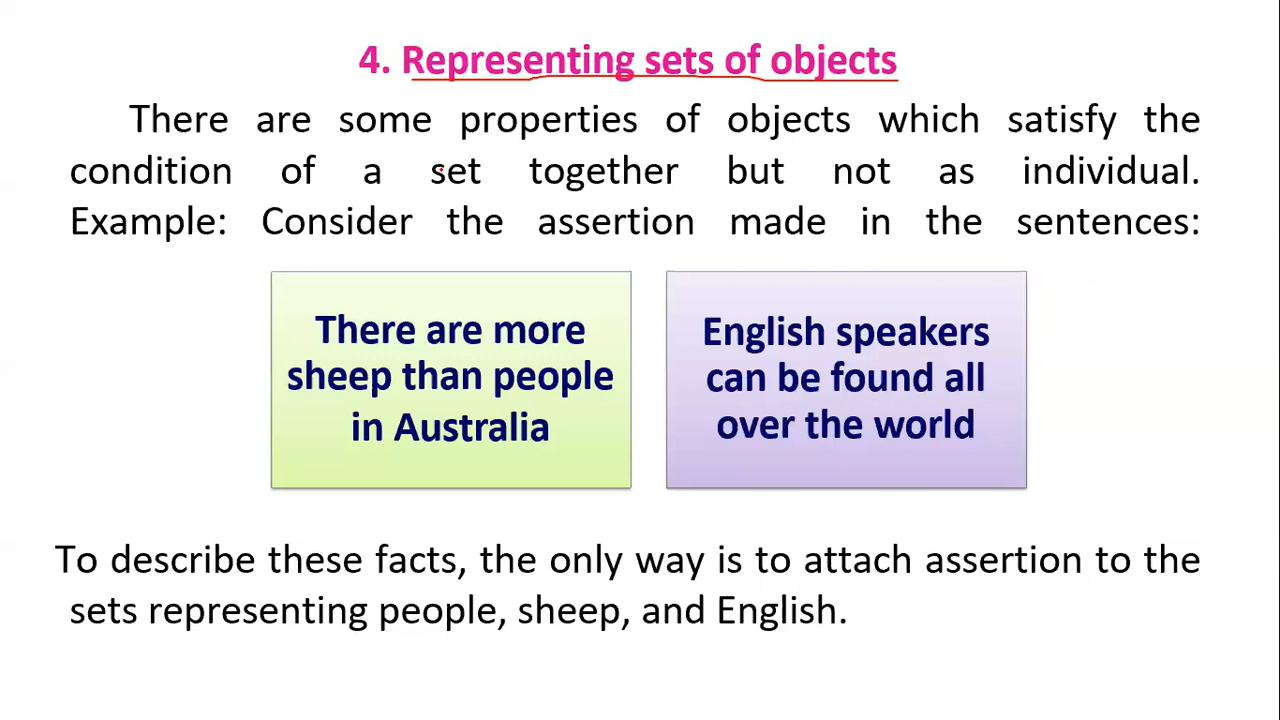 4. Representing sets of objects
There are some properties of objects which satisfy the
condition of a set together but not as individual.
Example: Consider the assertion made in the sentences:
There are more
sheep than people
in Australia
English speakers
can be found all
over the world
To describe these facts, the only way is to attach assertion to the
sets representing people, sheep, and English.